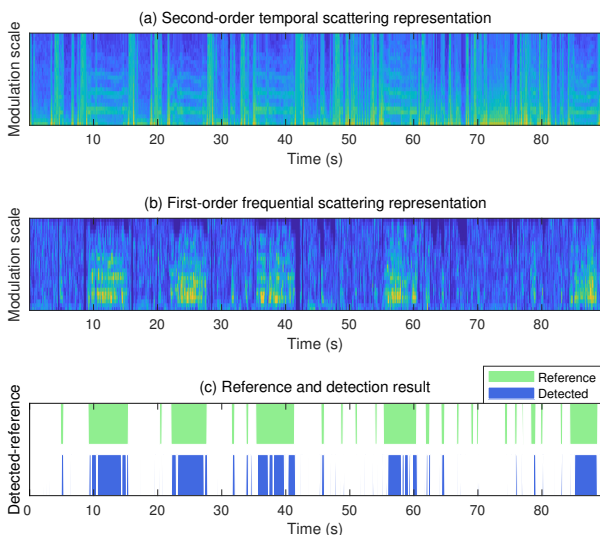 (a) Second-order temporal scattering representation
Modulation scale
10 20 30 40 50 60 70 80
Time (s)
(b) First-order frequential scattering representation
Modulation scale
10 20 30 40 50 60 70 80
Time (s)
(c) Reference and detection result
Reference
Detected
Detected-reference
0 10 20 30 40 50 60 70 80
Time (s)